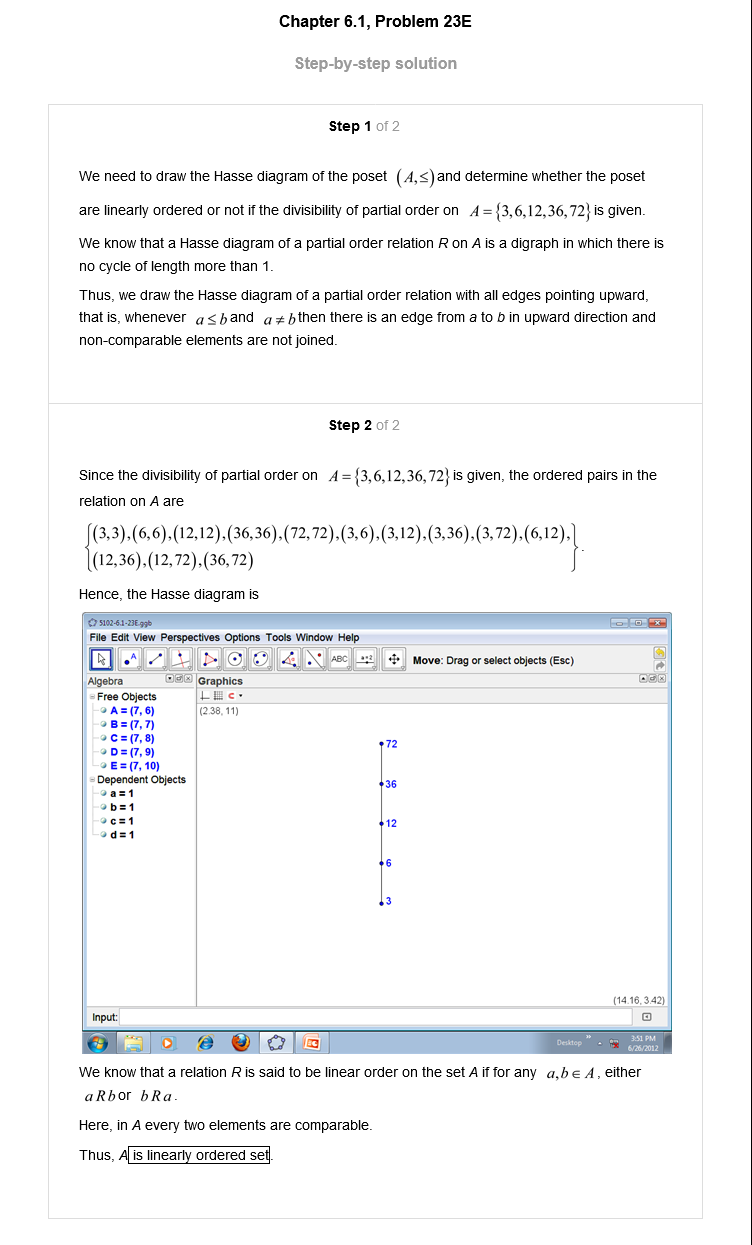 Chapter 6.1, Problem 23E
Step-by-step solution
Step 1 of 2
We need to draw the Hasse diagram of the poset (A,≤) and determine whether the poset
are linearly ordered or not if the divisibility of partial order on A = {3,6,12,36,72} is given.
We know that a Hasse diagram of a partial order relation R on A is a digraph in which there is
no cycle of length more than 1.
Thus, we draw the Hasse diagram of a partial order relation with all edges pointing upward,
that is, whenever a ≤ b and a ≠ b then there is an edge from a to b in upward direction and
non-comparable elements are not joined.
Step 2 of 2
Since the divisibility of partial order on A = {3,6,12,36,72} is given, the ordered pairs in the
relation on A are
{(3,3),(6,6),(12,12),(36,36),(72,72),(3,6),(3,12),(3,36),(3,72),(6,12),
(12,36),(12,72),(36,72)}.
Hence, the Hasse diagram is
5102-6.1-23E.ggb
File Edit View Perspectives Options Tools Window Help
A ABC a=2 Move: Drag or select objects (Esc)
Algebra Graphics
Free Objects
(2.38, 11)
A = (7, 6)
B = (7, 7)
C = (7, 8)
D = (7, 9)
E = (7, 10)
Dependent Objects
a = 1
b = 1
c = 1
d = 1
72
36
12
6
3
(14.16, 3.42)
Input:
Desktop » 3:51 PM
6/26/2012
We know that a relation R is said to be linear order on the set A if for any a,b ∈ A, either
a R b or b R a.
Here, in A every two elements are comparable.
Thus, A is linearly ordered set.